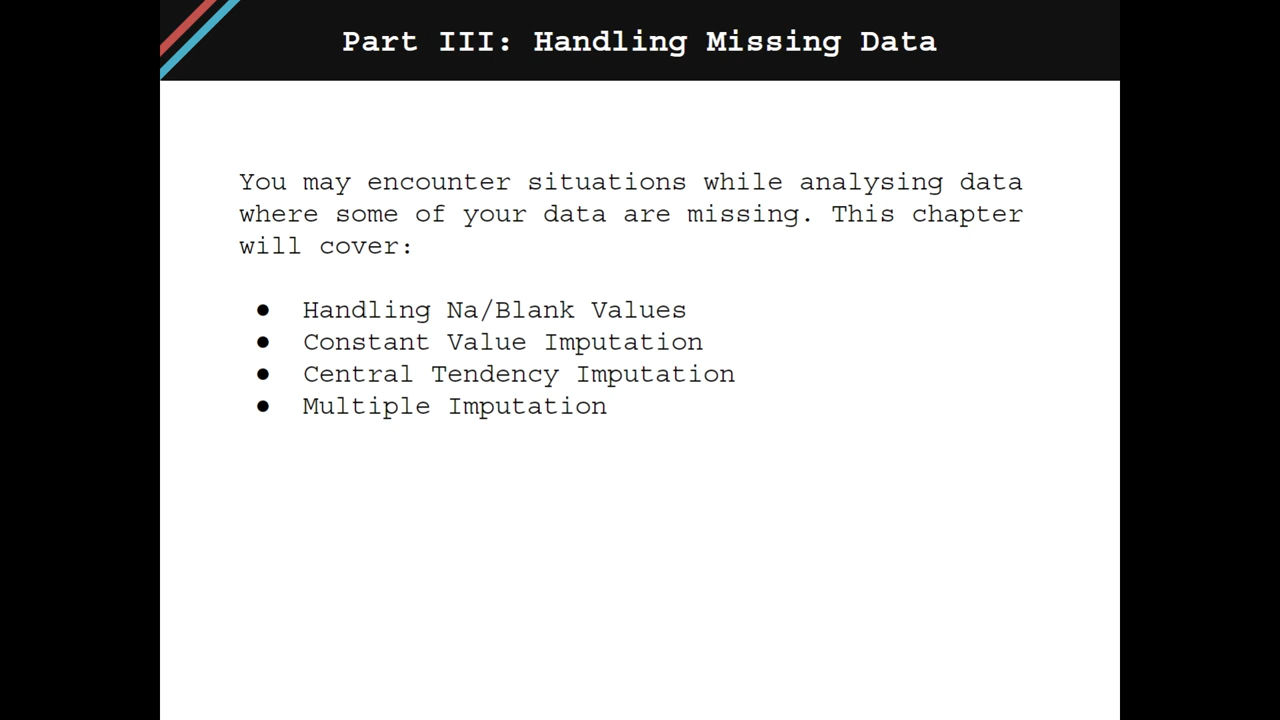 Part III: Handling Missing Data
You may encounter situations while analysing data
where some of your data are missing. This chapter
will cover:
● Handling Na/Blank Values
● Constant Value Imputation
● Central Tendency Imputation
● Multiple Imputation